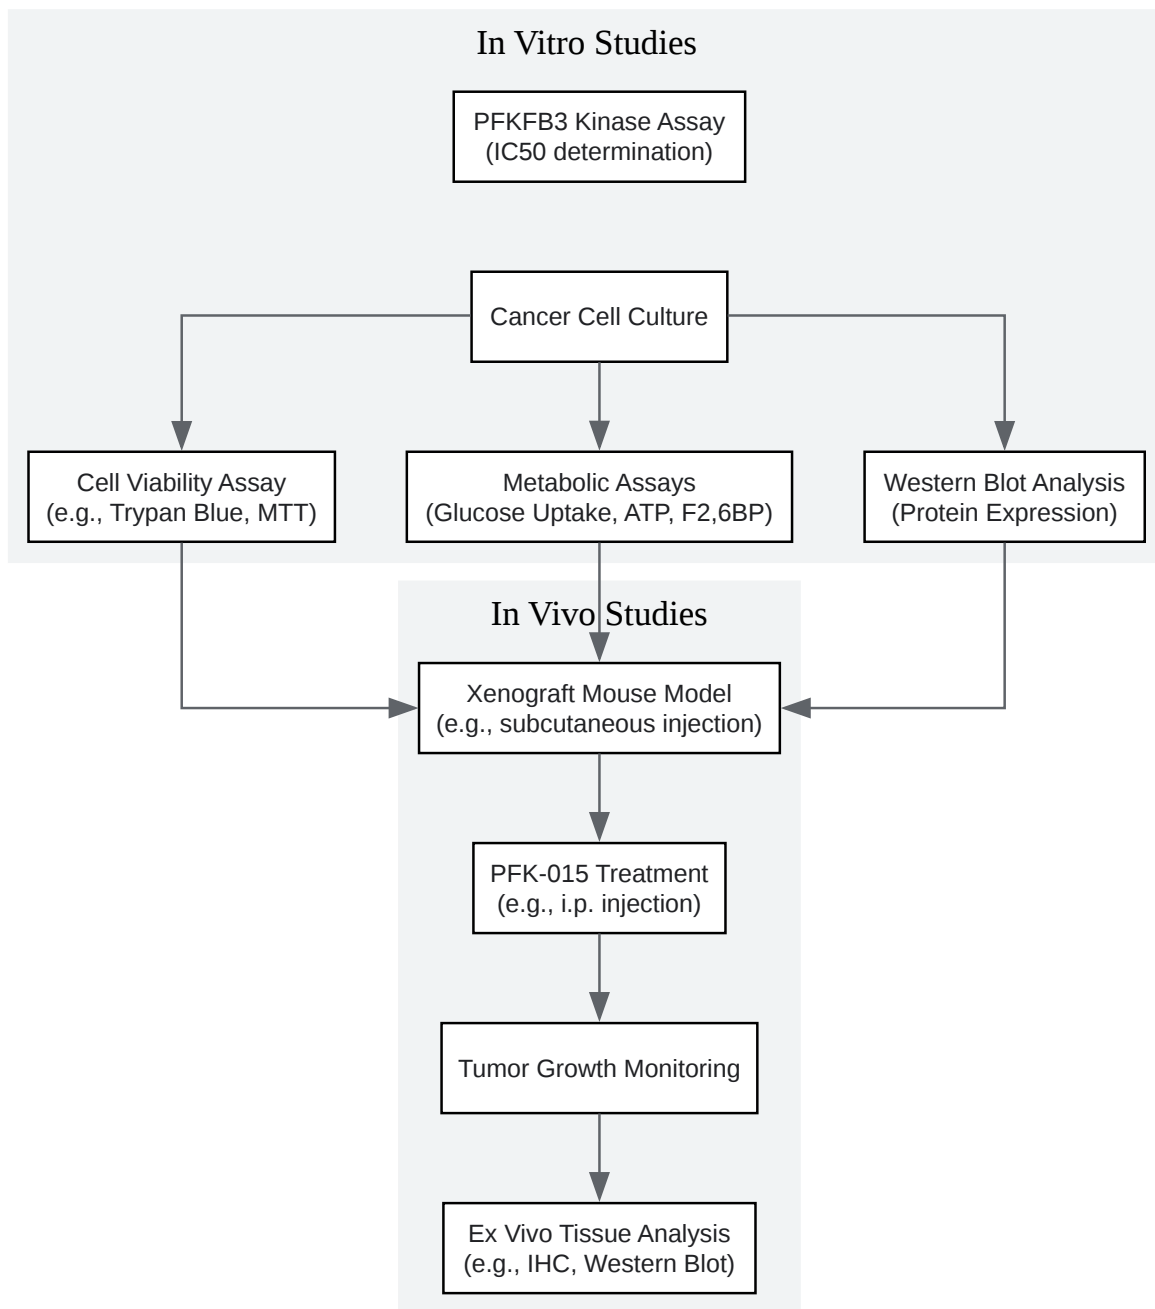 In Vitro Studies
PFKFB3 Kinase Assay
(IC50 determination)
Cancer Cell Culture
Cell Viability Assay
(e.g., Trypan Blue, MTT)
Metabolic Assays
(Glucose Uptake, ATP, F2,6BP)
Western Blot Analysis
(Protein Expression)
In Vivo Studies
Xenograft Mouse Model
(e.g., subcutaneous injection)
PFK-015 Treatment
(e.g., i.p. injection)
Tumor Growth Monitoring
Ex Vivo Tissue Analysis
(e.g., IHC, Western Blot)